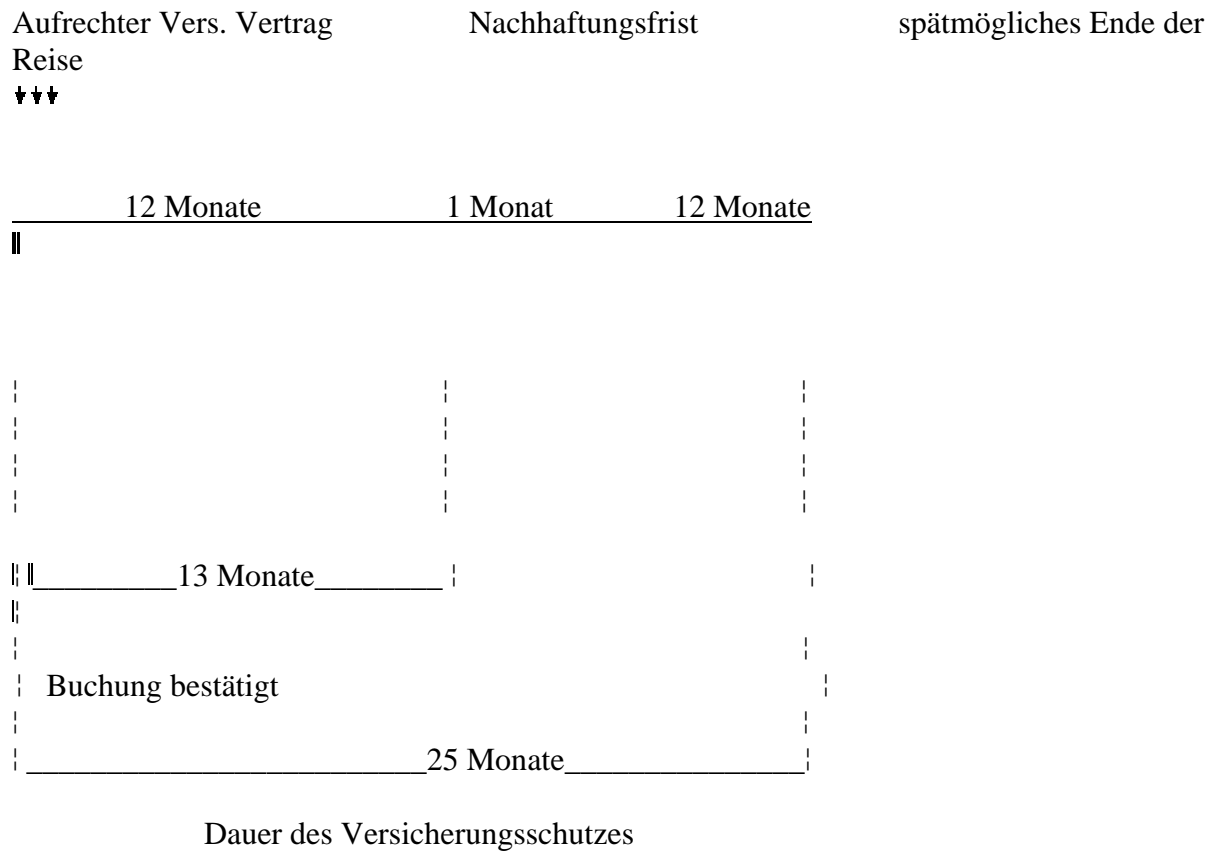 Aufrechter Vers. Vertrag Nachhaftungsfrist spätmögliches Ende der
Reise
12 Monate 1 Monat 12 Monate
13 Monate
Buchung bestätigt
25 Monate
Dauer des Versicherungsschutzes